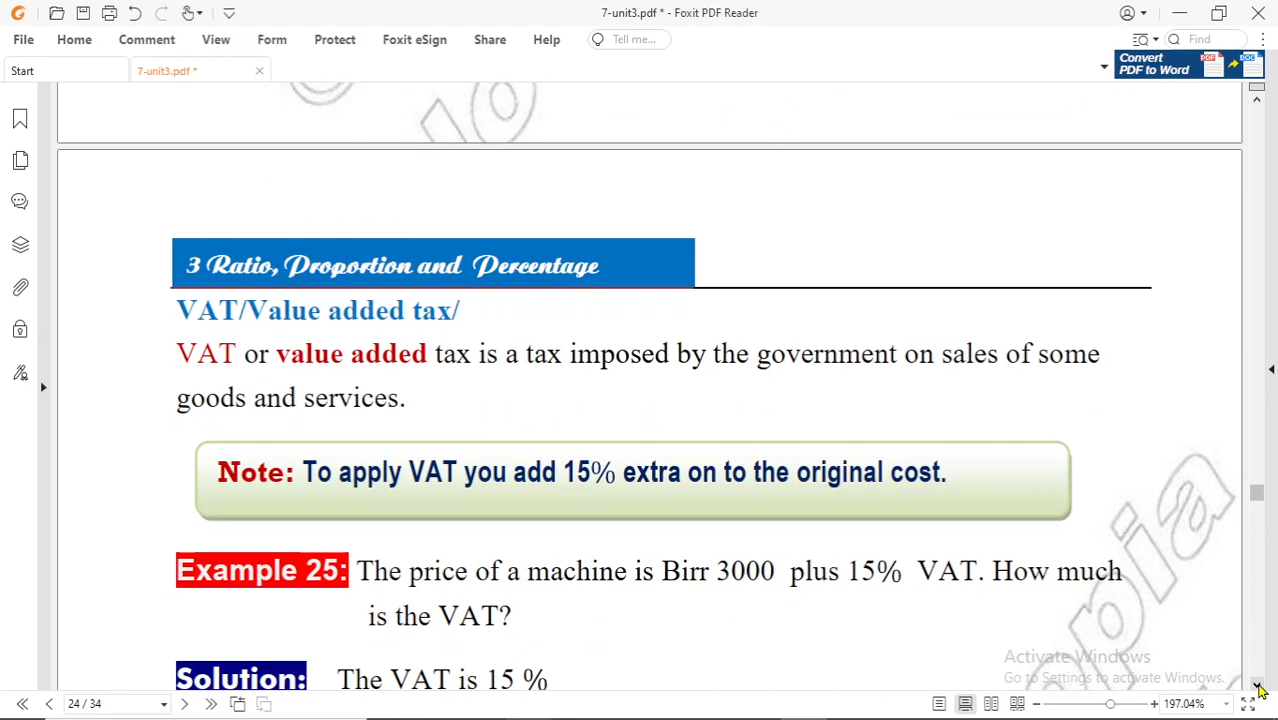 7-unit3.pdf * - Foxit PDF Reader
File Home Comment View Form Protect Foxit eSign Share Help Tell me... Find
Start 7-unit3.pdf *
Convert
PDF to Word
3 Ratio, Proportion and Percentage
VAT/Value added tax/
VAT or value added tax is a tax imposed by the government on sales of some
goods and services.
Note: To apply VAT you add 15% extra on to the original cost.
Example 25: The price of a machine is Birr 3000 plus 15% VAT. How much
is the VAT?
Solution: The VAT is 15 %
Activate Windows
Go to Settings to activate Windows.
24 / 34
197.04%